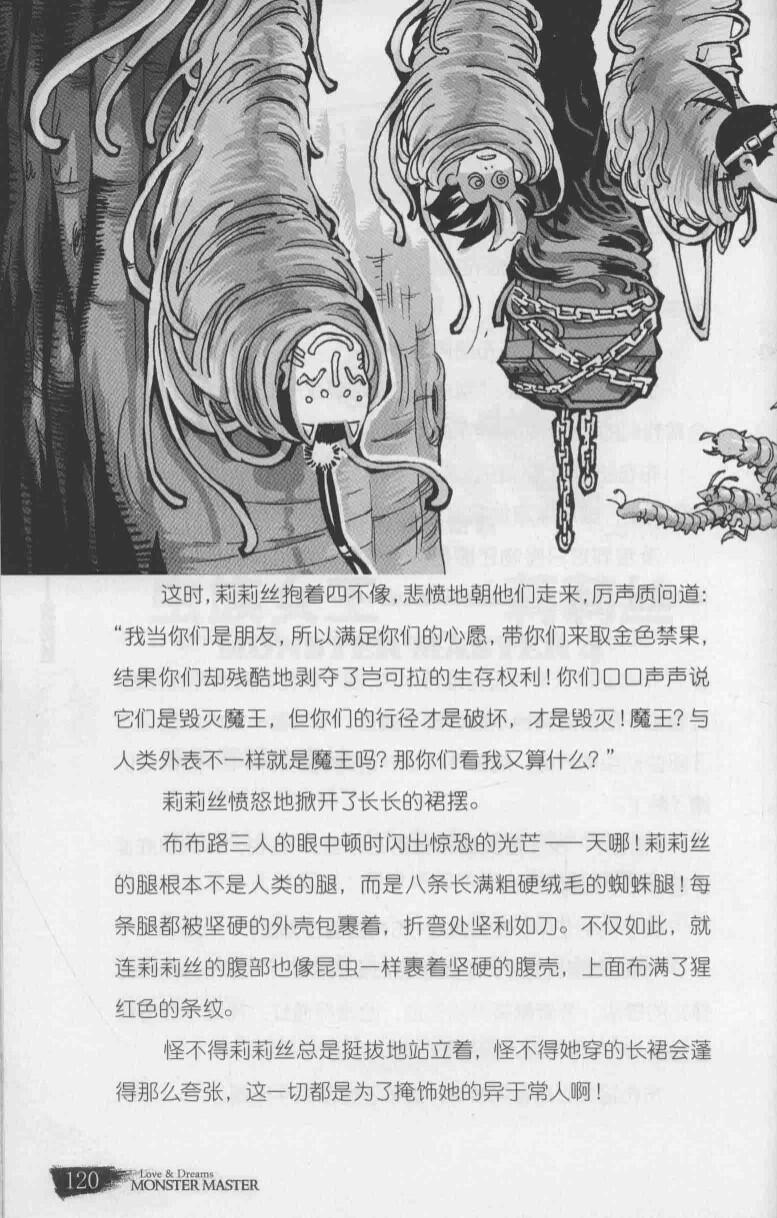 这时，莉莉丝抱着四不像，悲愤地朝他们走来，厉声质问道：
“我当你们是朋友，所以满足你们的心愿，带你们来取金色禁果，
结果你们却残酷地剥夺了岂可拉的生存权利！你们口口声声说
它们是毁灭魔王，但你们的行径才是破坏，才是毁灭！魔王？与
人类外表不一样就是魔王吗？那你们看我又算什么？”
莉莉丝愤怒地掀开了长长的裙摆。
布布路三人的眼中顿时闪出惊恐的光芒——天哪！莉莉丝
的腿根本不是人类的腿，而是八条长满粗硬绒毛的蜘蛛腿！每
条腿都被坚硬的外壳包裹着，折弯处坚利如刀。不仅如此，就
连莉莉丝的腹部也像昆虫一样裹着坚硬的腹壳，上面布满了猩
红色的条纹。
怪不得莉莉丝总是挺拔地站立着，怪不得她穿的长裙会蓬
得那么夸张，这一切都是为了掩饰她的异于常人啊！
120
Love & Dreams
MONSTER MASTER